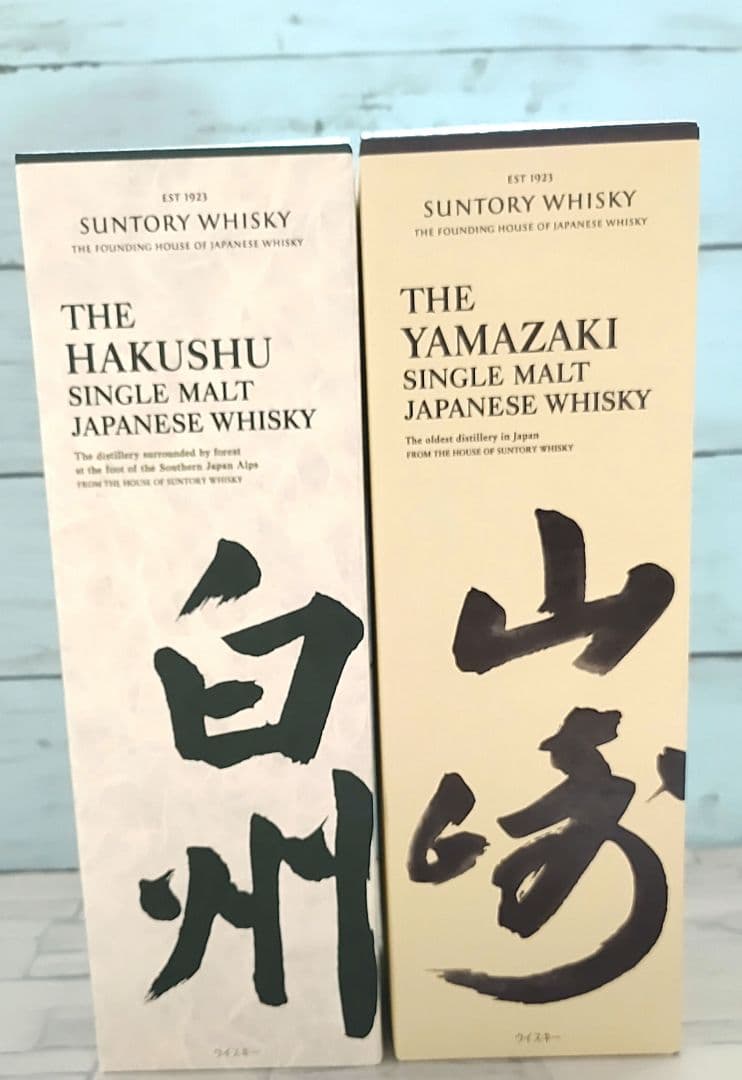 EST 1923
SUNTORY WHISKY
THE FOUNDING HOUSE OF JAPANESE WHISKY
THE
HAKUSHU
SINGLE MALT
JAPANESE WHISKY
The distillery surrounded by forest
at the foot of the Southern Japan Alps
FROM THE HOUSE OF SUNTORY WHISKY
白州
ウイスキー
EST 1923
SUNTORY WHISKY
THE FOUNDING HOUSE OF JAPANESE WHISKY
THE
YAMAZAKI
SINGLE MALT
JAPANESE WHISKY
The oldest distillery in Japan
FROM THE HOUSE OF SUNTORY WHISKY
山崎
ウイスキー